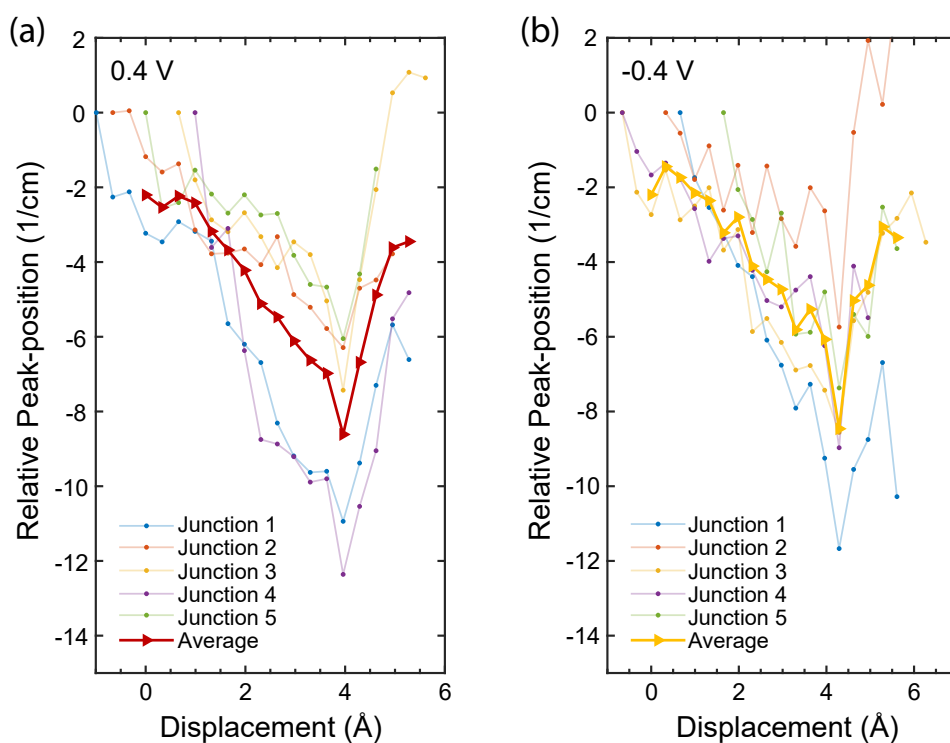 (a)
0.4 V
2
0
-2
-4
-6
-8
-10
-12
-14
Relative Peak-position (1/cm)
Junction 1
Junction 2
Junction 3
Junction 4
Junction 5
Average
0 2 4 6
Displacement (Å)
(b)
-0.4 V
2
0
-2
-4
-6
-8
-10
-12
-14
Relative Peak-position (1/cm)
Junction 1
Junction 2
Junction 3
Junction 4
Junction 5
Average
0 2 4 6
Displacement (Å)